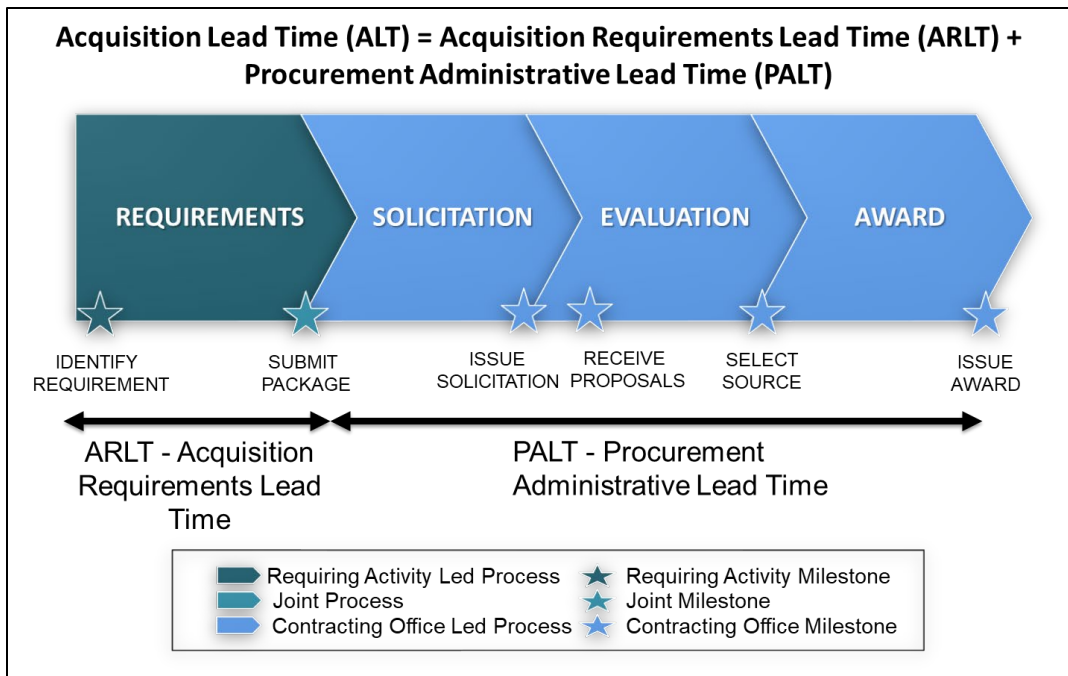 Acquisition Lead Time (ALT) = Acquisition Requirements Lead Time (ARLT) +
Procurement Administrative Lead Time (PALT)
REQUIREMENTS
SOLICITATION
EVALUATION
AWARD
IDENTIFY
REQUIREMENT
SUBMIT
PACKAGE
ISSUE
SOLICITATION
RECEIVE
PROPOSALS
SELECT
SOURCE
ISSUE
AWARD
ARLT - Acquisition
Requirements Lead
Time
PALT - Procurement
Administrative Lead Time
Requiring Activity Led Process
Requiring Activity Milestone
Joint Process
Joint Milestone
Contracting Office Led Process
Contracting Office Milestone